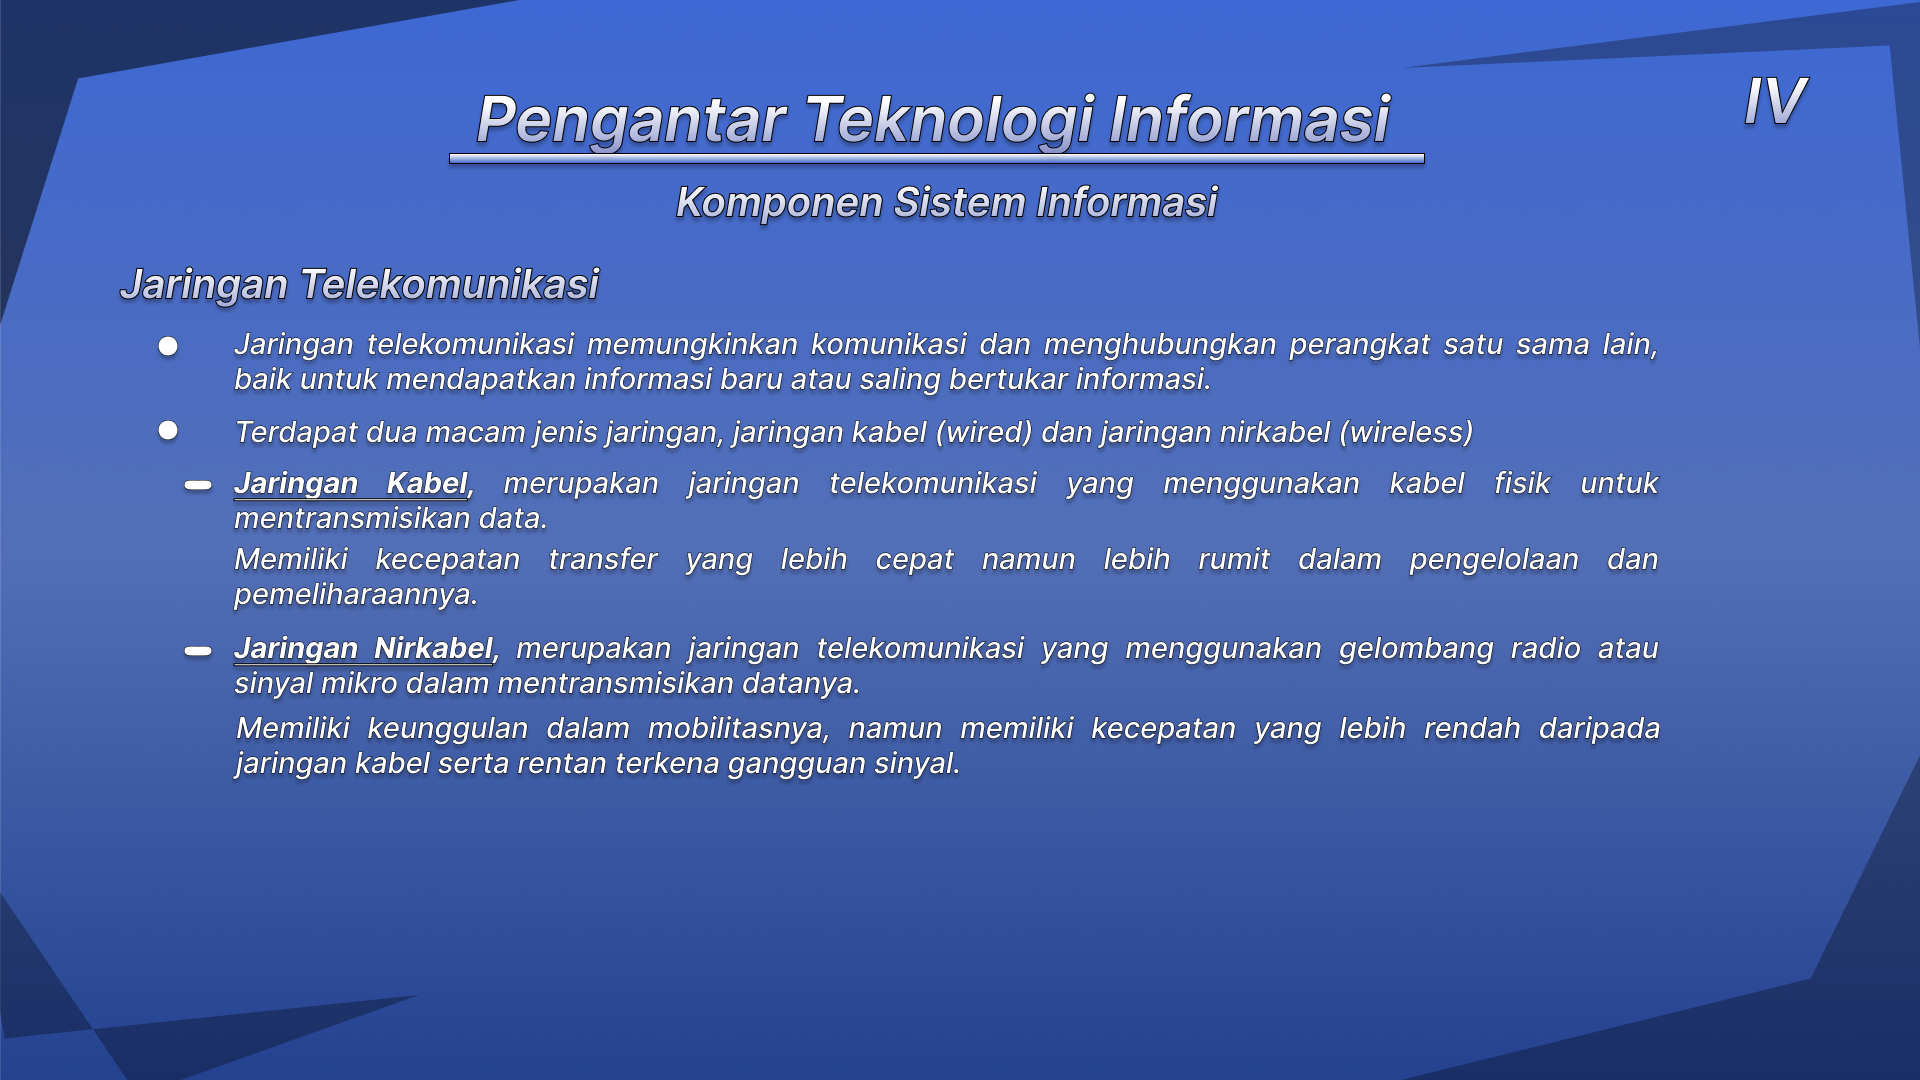 IV
Pengantar Teknologi Informasi
Komponen Sistem Informasi
Jaringan Telekomunikasi
● Jaringan telekomunikasi memungkinkan komunikasi dan menghubungkan perangkat satu sama lain,
baik untuk mendapatkan informasi baru atau saling bertukar informasi.
● Terdapat dua macam jenis jaringan, jaringan kabel (wired) dan jaringan nirkabel (wireless)
- Jaringan Kabel, merupakan jaringan telekomunikasi yang menggunakan kabel fisik untuk
mentransmisikan data.
Memiliki kecepatan transfer yang lebih cepat namun lebih rumit dalam pengelolaan dan
pemeliharaannya.
- Jaringan Nirkabel, merupakan jaringan telekomunikasi yang menggunakan gelombang radio atau
sinyal mikro dalam mentransmisikan datanya.
Memiliki keunggulan dalam mobilitasnya, namun memiliki kecepatan yang lebih rendah daripada
jaringan kabel serta rentan terkena gangguan sinyal.